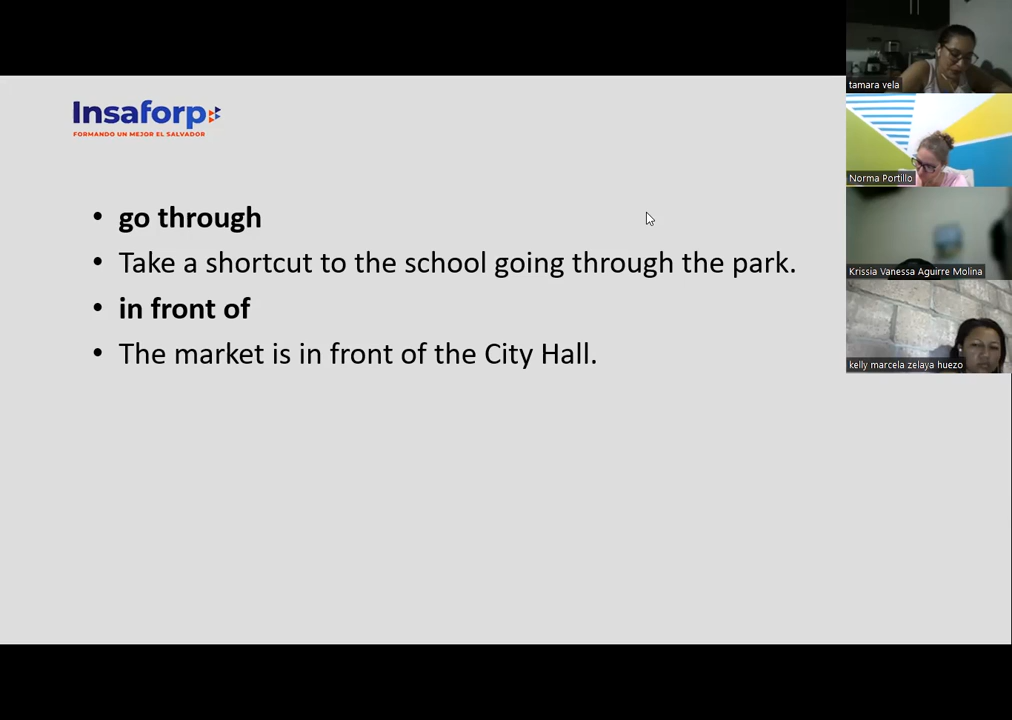 Insaforp
FORMANDO UN MEJOR EL SALVADOR
• go through
• Take a shortcut to the school going through the park.
• in front of
• The market is in front of the City Hall.
tamara vela
Norma Portillo
Krissia Vanessa Aguirre Molina
kelly marcela zelaya huezo